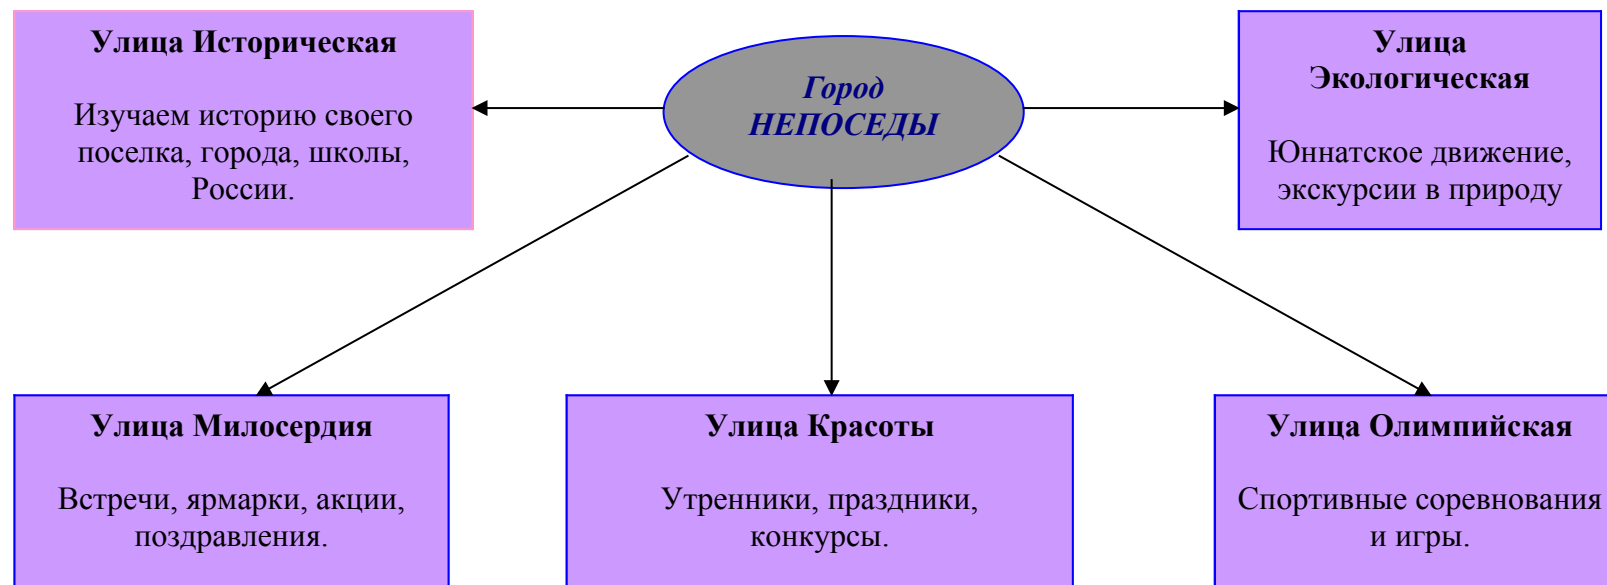 Улица Историческая
Изучаем историю своего
поселка, города, школы,
России.
Город
НЕПОСЕДЫ
Улица
Экологическая
Юннатское движение,
экскурсии в природу
Улица Милосердия
Встречи, ярмарки, акции,
поздравления.
Улица Красоты
Утренники, праздники,
конкурсы.
Улица Олимпийская
Спортивные соревнования
и игры.